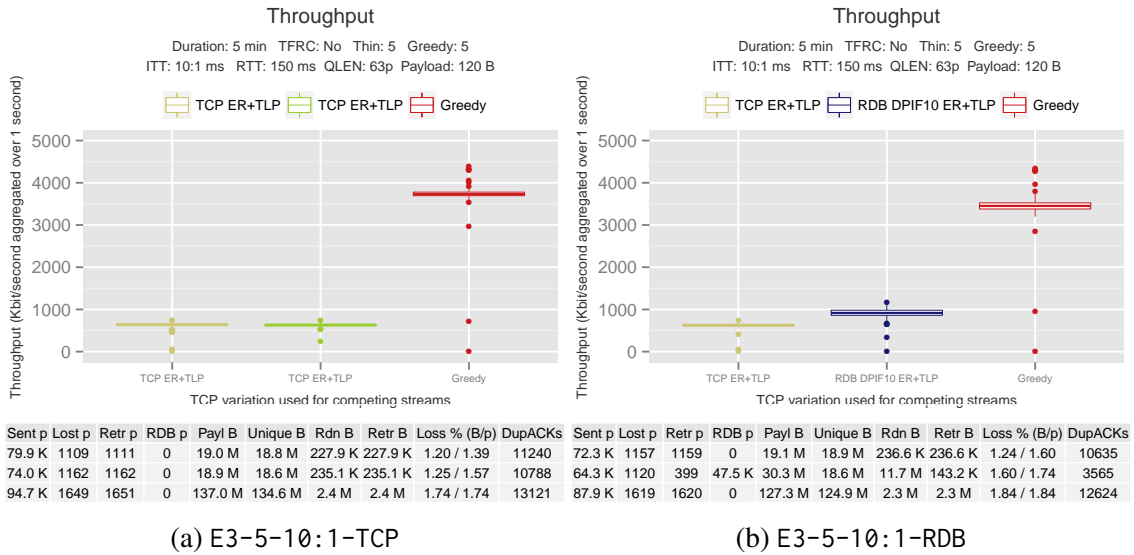 Throughput
Duration: 5 min TFRC: No Thin: 5 Greedy: 5
ITT: 10:1 ms RTT: 150 ms QLEN: 63p Payload: 120 B
TCP ER+TLP TCP ER+TLP Greedy
Throughput (Kbit/second aggregated over 1 second)
5000
4000
3000
2000
1000
0
TCP ER+TLP TCP ER+TLP Greedy
TCP variation used for competing streams
Sent p Lost p Retr p RDB p Payl B Unique B Rdn B Retr B Loss % (B/p) DupACKs
79.9 K 1109 1111 0 19.0 M 18.8 M 227.9 K 227.9 K 1.20 / 1.39 11240
74.0 K 1162 1162 0 18.9 M 18.6 M 235.1 K 235.1 K 1.25 / 1.57 10788
94.7 K 1649 1651 0 137.0 M 134.6 M 2.4 M 2.4 M 1.74 / 1.74 13121
(a) E3-5-10:1-TCP
Throughput
Duration: 5 min TFRC: No Thin: 5 Greedy: 5
ITT: 10:1 ms RTT: 150 ms QLEN: 63p Payload: 120 B
TCP ER+TLP RDB DPIF10 ER+TLP Greedy
Throughput (Kbit/second aggregated over 1 second)
5000
4000
3000
2000
1000
0
TCP ER+TLP RDB DPIF10 ER+TLP Greedy
TCP variation used for competing streams
Sent p Lost p Retr p RDB p Payl B Unique B Rdn B Retr B Loss % (B/p) DupACKs
72.3 K 1157 1159 0 19.1 M 18.9 M 236.6 K 236.6 K 1.24 / 1.60 10635
64.3 K 1120 399 47.5 K 30.3 M 18.6 M 11.7 M 143.2 K 1.60 / 1.74 3565
87.9 K 1619 1620 0 127.3 M 124.9 M 2.3 M 2.3 M 1.84 / 1.84 12624
(b) E3-5-10:1-RDB